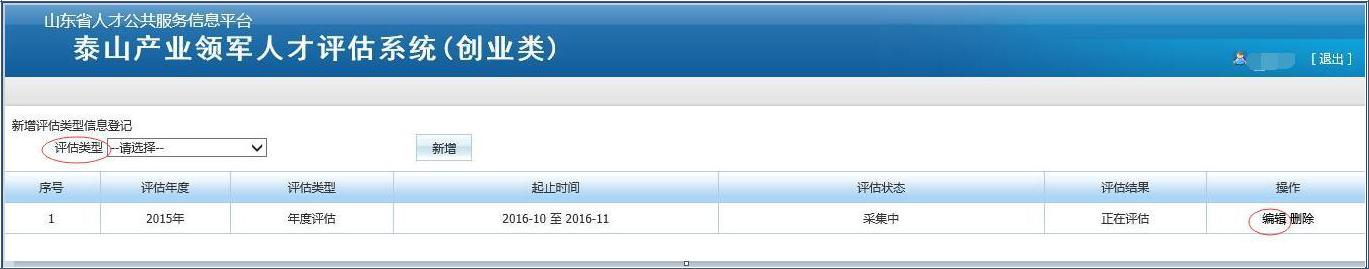 山东省人才公共服务信息平台
泰山产业领军人才评估系统(创业类)
[ 退出 ]
新增评估类型信息登记
评估类型 --请选择-- 新增
序号 评估年度 评估类型 起止时间 评估状态 评估结果 操作
1 2015年 年度评估 2016-10 至 2016-11 采集中 正在评估 编辑 删除